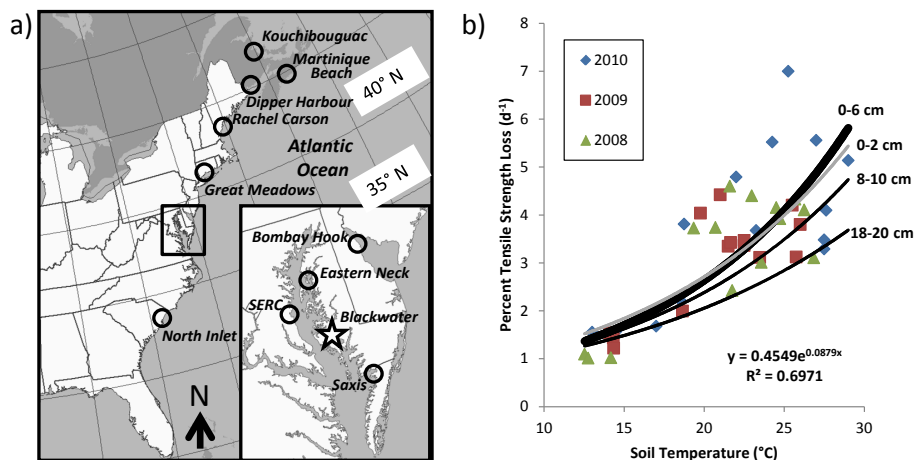 a)
Kouchibouguac
Martinique
Beach
40° N
Dipper Harbour
Rachel Carson
Atlantic
Ocean
35° N
Great Meadows
Bombay Hook
Eastern Neck
SERC
Blackwater
North Inlet
Saxis
N
b)
Percent Tensile Strength Loss (d-1)
8
7
6
5
4
3
2
1
0
2010
2009
2008
0-6 cm
0-2 cm
8-10 cm
18-20 cm
y = 0.4549e0.0879x
R² = 0.6971
10 15 20 25 30
Soil Temperature (°C)